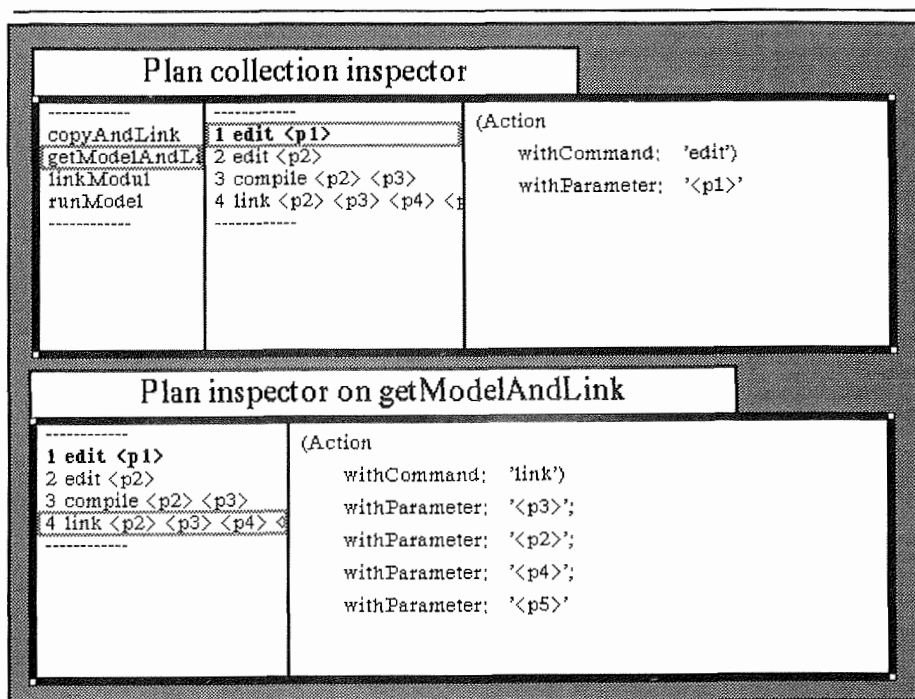 Plan collection inspector
------------
copyAndLink
getModelAndLi
linkModul
runModel
------------
------------
1 edit <p1>
2 edit <p2>
3 compile <p2> <p3>
4 link <p2> <p3> <p4> <p
------------
(Action
withCommand: 'edit')
withParameter: '<p1>'
Plan inspector on getModelAndLink
------------
1 edit <p1>
2 edit <p2>
3 compile <p2> <p3>
4 link <p2> <p3> <p4> <
------------
(Action
withCommand: 'link')
withParameter: '<p3>';
withParameter: '<p2>';
withParameter: '<p4>';
withParameter: '<p5>'